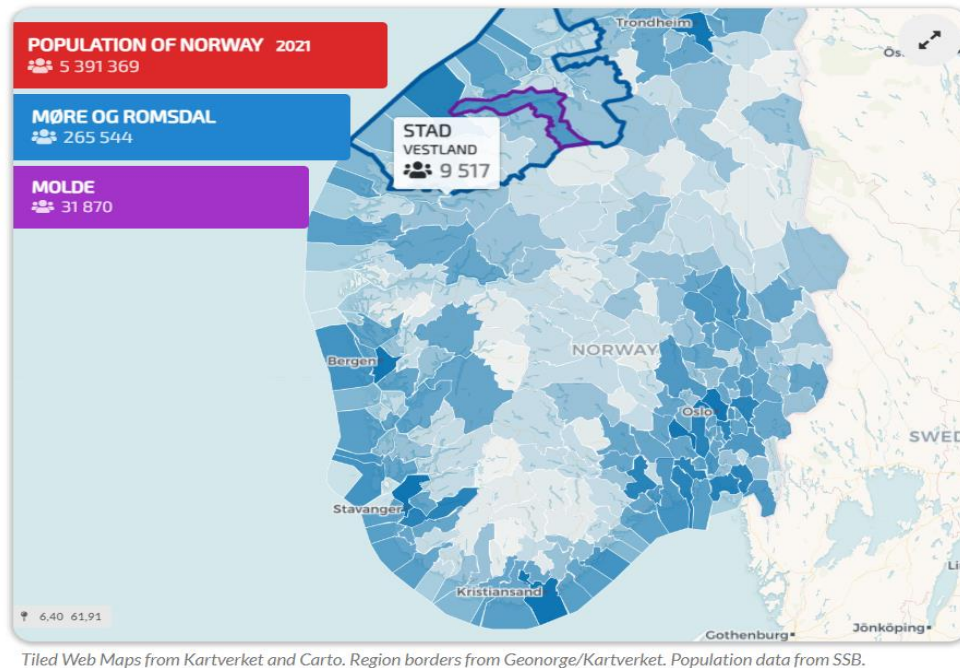 POPULATION OF NORWAY 2021
5 391 369
MØRE OG ROMSDAL
265 544
MOLDE
31 870
Trondheim
STAD
VESTLAND
9 517
NORWAY
Bergen
Oslo
SWED
Stavanger
Kristiansand
6,40 61,91
Gothenburg
Jönköping
Tiled Web Maps from Kartverket and Carto. Region borders from Geonorge/Kartverket. Population data from SSB.